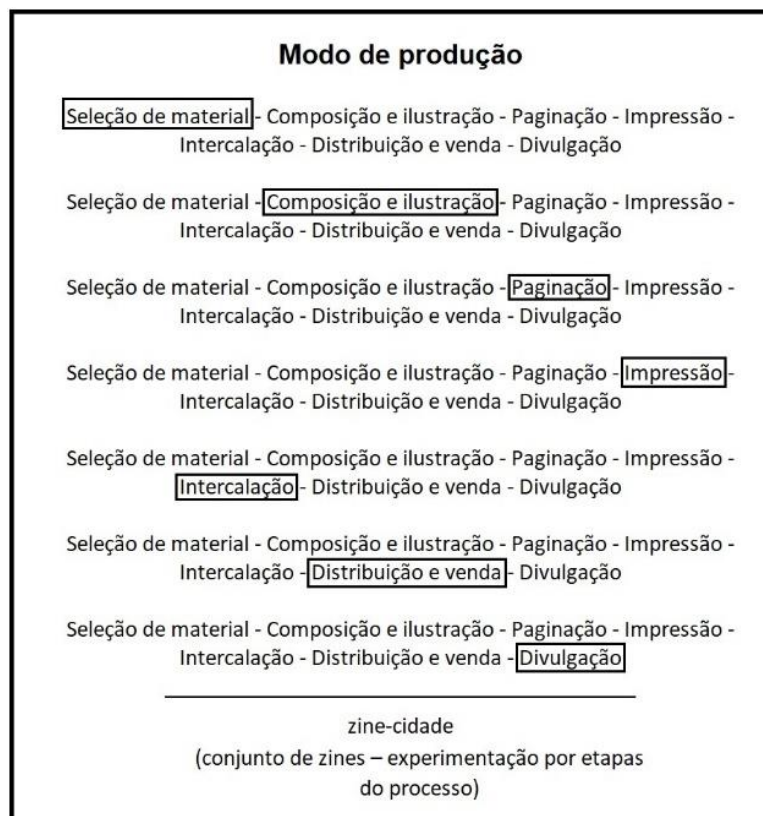 Modo de produção
Seleção de material - Composição e ilustração - Paginação - Impressão -
Intercalação - Distribuição e venda - Divulgação
Seleção de material - Composição e ilustração - Paginação - Impressão -
Intercalação - Distribuição e venda - Divulgação
Seleção de material - Composição e ilustração - Paginação - Impressão -
Intercalação - Distribuição e venda - Divulgação
Seleção de material - Composição e ilustração - Paginação - Impressão -
Intercalação - Distribuição e venda - Divulgação
Seleção de material - Composição e ilustração - Paginação - Impressão -
Intercalação - Distribuição e venda - Divulgação
Seleção de material - Composição e ilustração - Paginação - Impressão -
Intercalação - Distribuição e venda - Divulgação
Seleção de material - Composição e ilustração - Paginação - Impressão -
Intercalação - Distribuição e venda - Divulgação
zine-cidade
(conjunto de zines – experimentação por etapas
do processo)